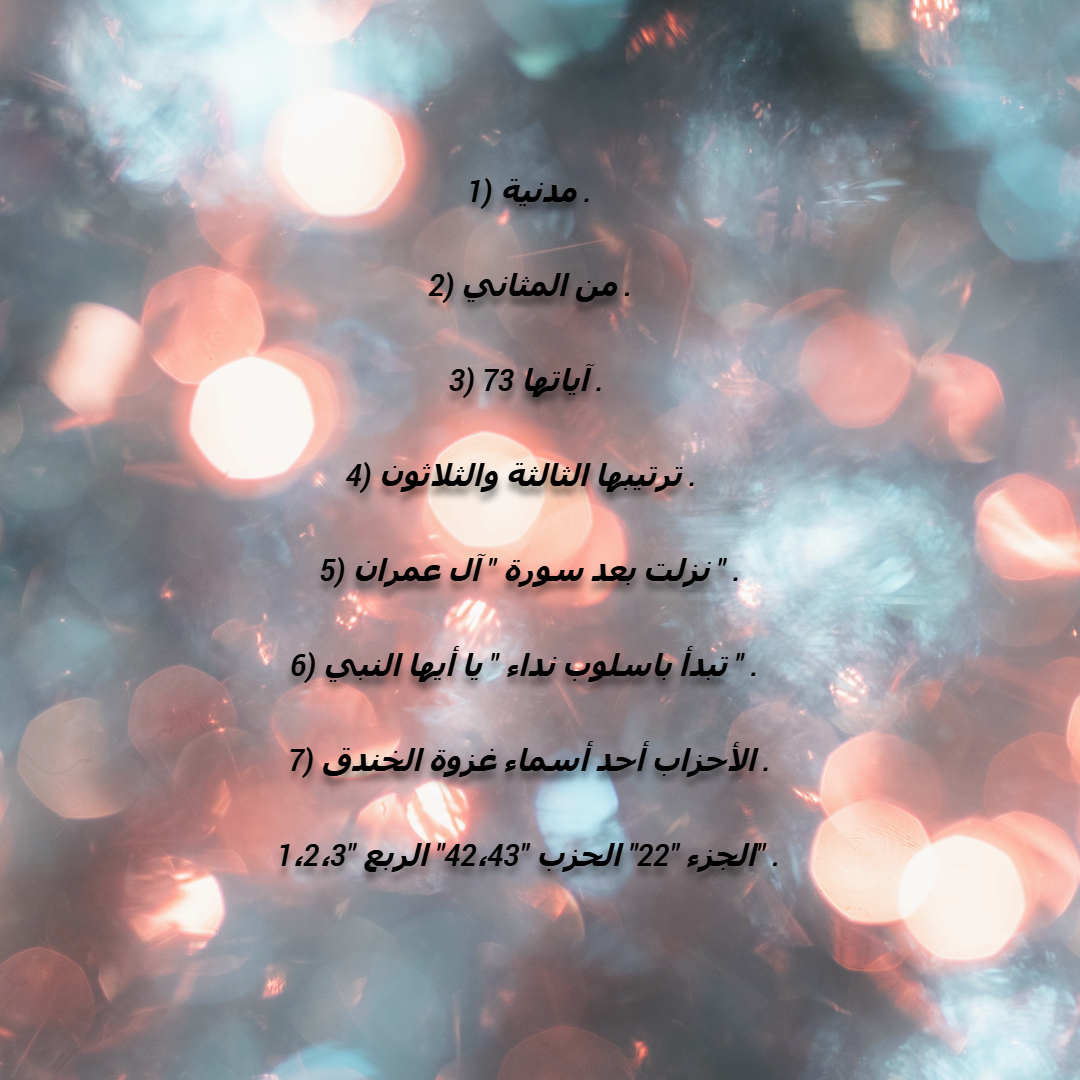 1) مدنية .
2) من المثاني .
3) آياتها 73 .
4) ترتيبها الثالثة والثلاثون .
5) نزلت بعد سورة " آل عمران " .
6) تبدأ باسلوب نداء " يا أيها النبي " .
7) الأحزاب أحد أسماء غزوة الخندق .
الجزء "22" الحزب "42،43" الربع "1،2،3" .